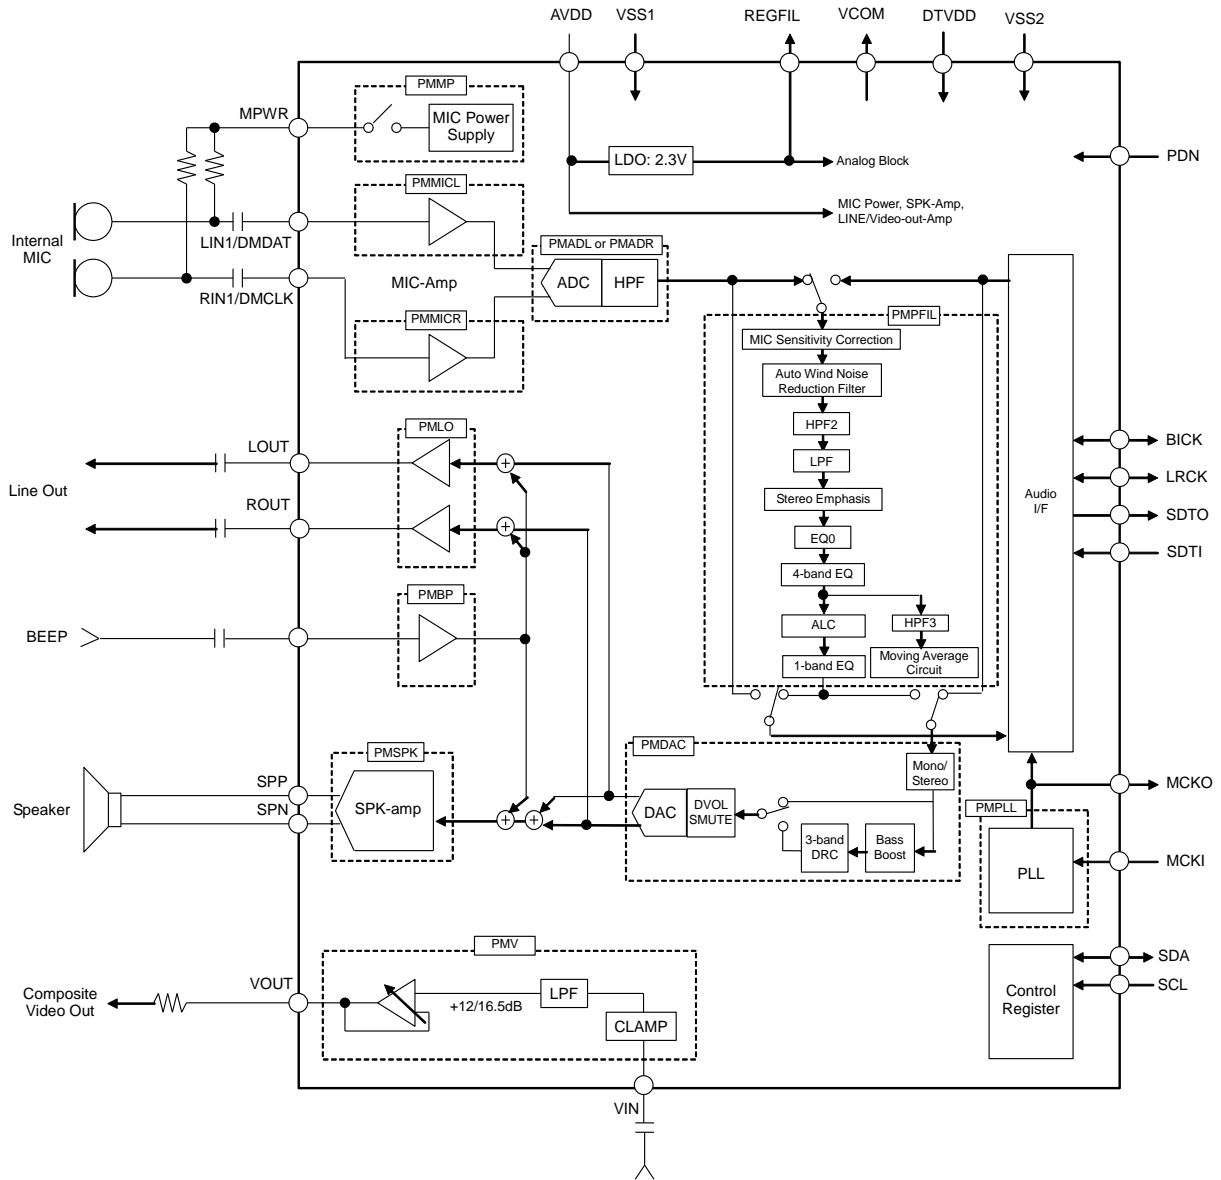 AVDD
VSS1
REGFIL
VCOM
DTVDD
VSS2
PMMP
MPWR
MIC Power
Supply
PDN
LDO: 2.3V
Analog Block
PMMICL
MIC Power, SPK-Amp,
LINE/Video-out-Amp
Internal
MIC
LIN1/DMDAT
PMADL or PMADR
MIC-Amp
ADC
HPF
RIN1/DMCLK
PMMICR
PMPFIL
MIC Sensitivity Correction
Auto Wind Noise
Reduction Filter
HPF2
LPF
Stereo Emphasis
EQ0
4-band EQ
ALC
HPF3
1-band EQ
Moving Average
Circuit
Audio
I/F
BICK
LRCK
SDTO
SDTI
LOUT
PMLO
Line Out
ROUT
PMBP
BEEP
PMSPK
PMDAC
Mono/
Stereo
SPP
SPN
Speaker
SPK-amp
DAC
DVOL
SMUTE
3-band
DRC
Bass
Boost
MCKO
PMPLL
PLL
MCKI
PMV
VOUT
Composite
Video Out
+12/16.5dB
LPF
CLAMP
Control
Register
SDA
SCL
VIN